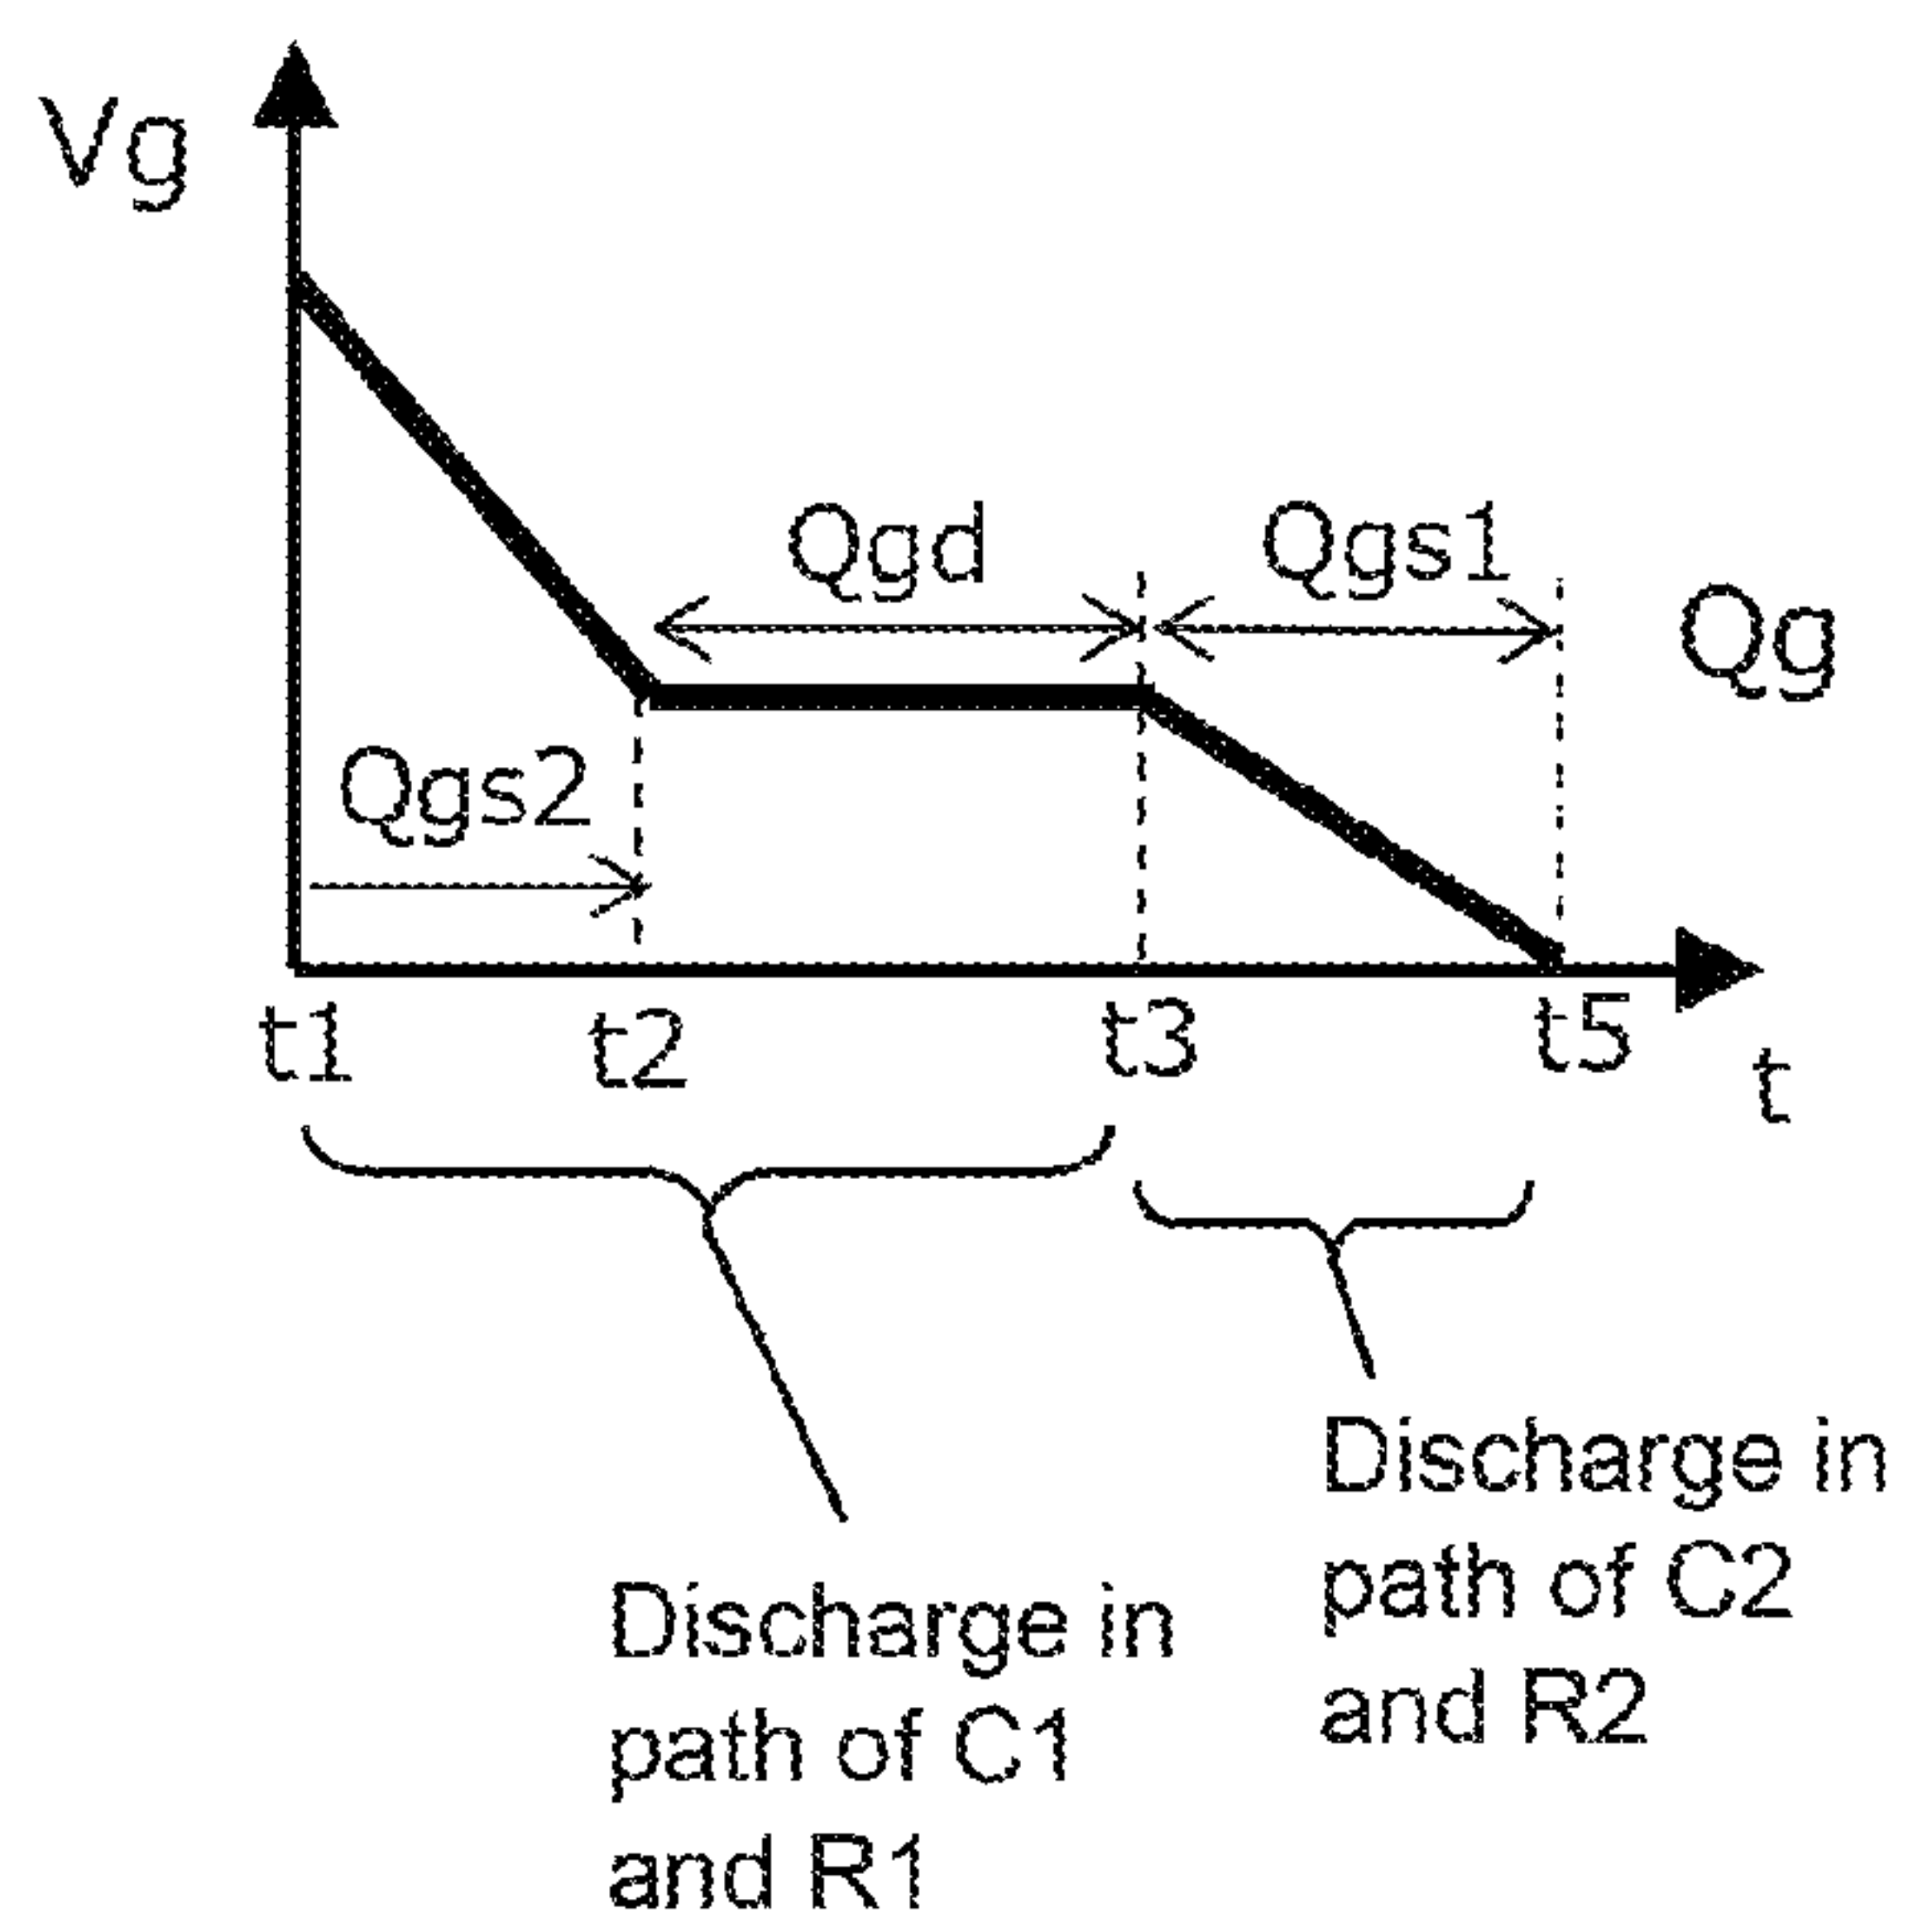 Vg
Qgd
Qgs1
Qg
Qgs2
t1
t2
t3
t5
t
Discharge in
path of C2
and R2
Discharge in
path of C1
and R1